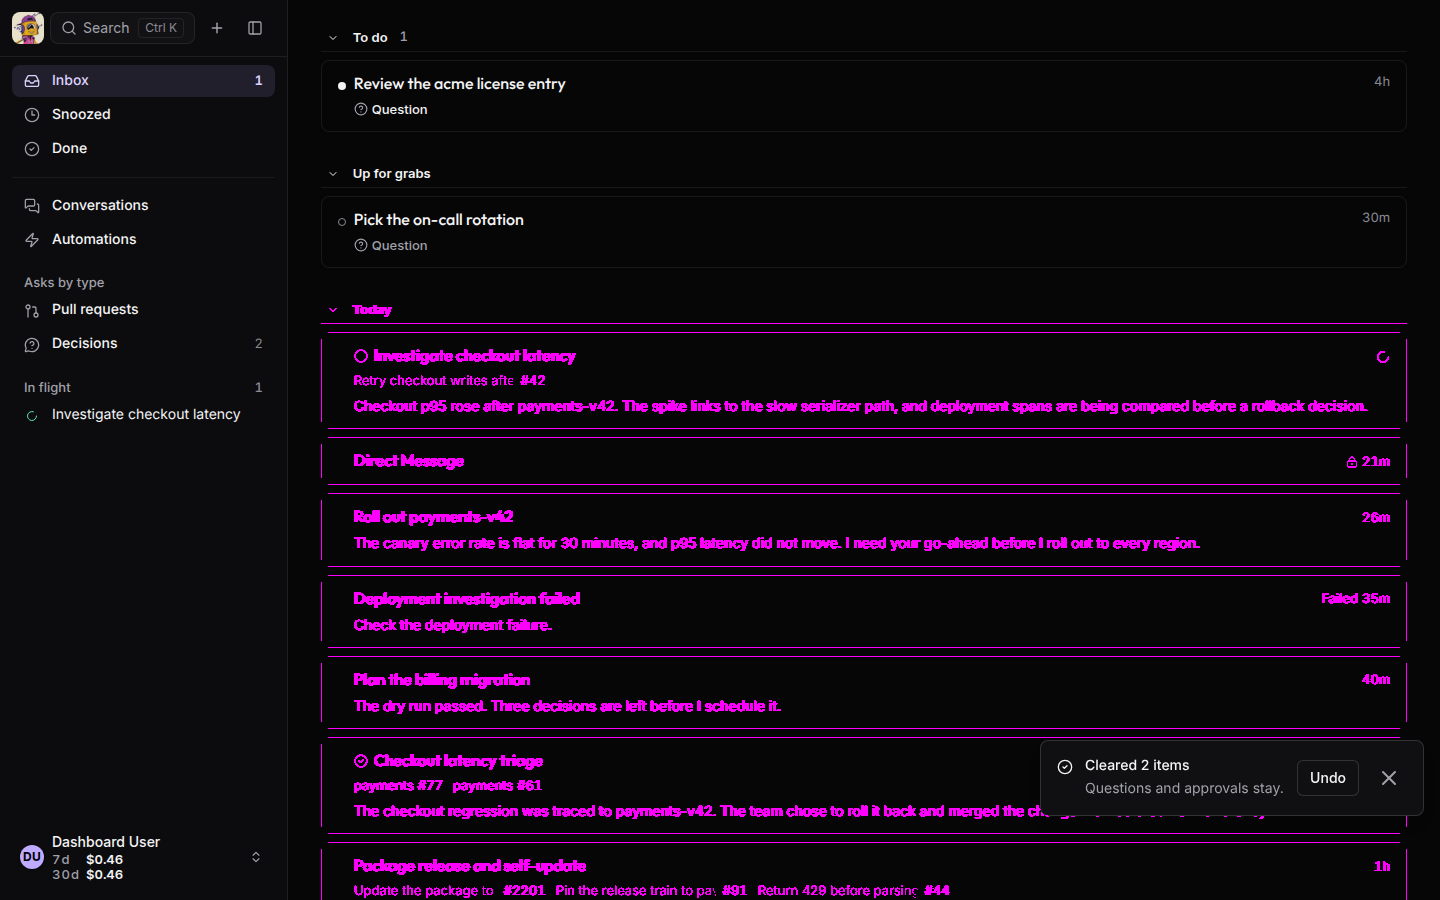 Search Ctrl K
Inbox 1
Snoozed
Done
Conversations
Automations
Asks by type
Pull requests
Decisions 2
In flight 1
Investigate checkout latency
DU
Dashboard User
7d $0.46
30d $0.46
To do 1
Review the acme license entry 4h
Question
Up for grabs
Pick the on-call rotation 30m
Question
Today
Investigate checkout latency
Retry checkout writes afte #42
Checkout p95 rose after payments-v42. The spike links to the slow serializer path, and deployment spans are being compared before a rollback decision.
Direct Message 21m
Roll out payments-v42 26m
The canary error rate is flat for 30 minutes, and p95 latency did not move. I need your go-ahead before I roll out to every region.
Deployment investigation failed Failed 35m
Check the deployment failure.
Plan the billing migration 40m
The dry run passed. Three decisions are left before I schedule it.
Checkout latency triage
payments #77 payments #61
The checkout regression was traced to payments-v42. The team chose to roll it back and merged the
Cleared 2 items
Questions and approvals stay.
Undo
Package release and self-update 1h
Update the package to #2201 Pin the release train to #91 Return 429 before parsing #44